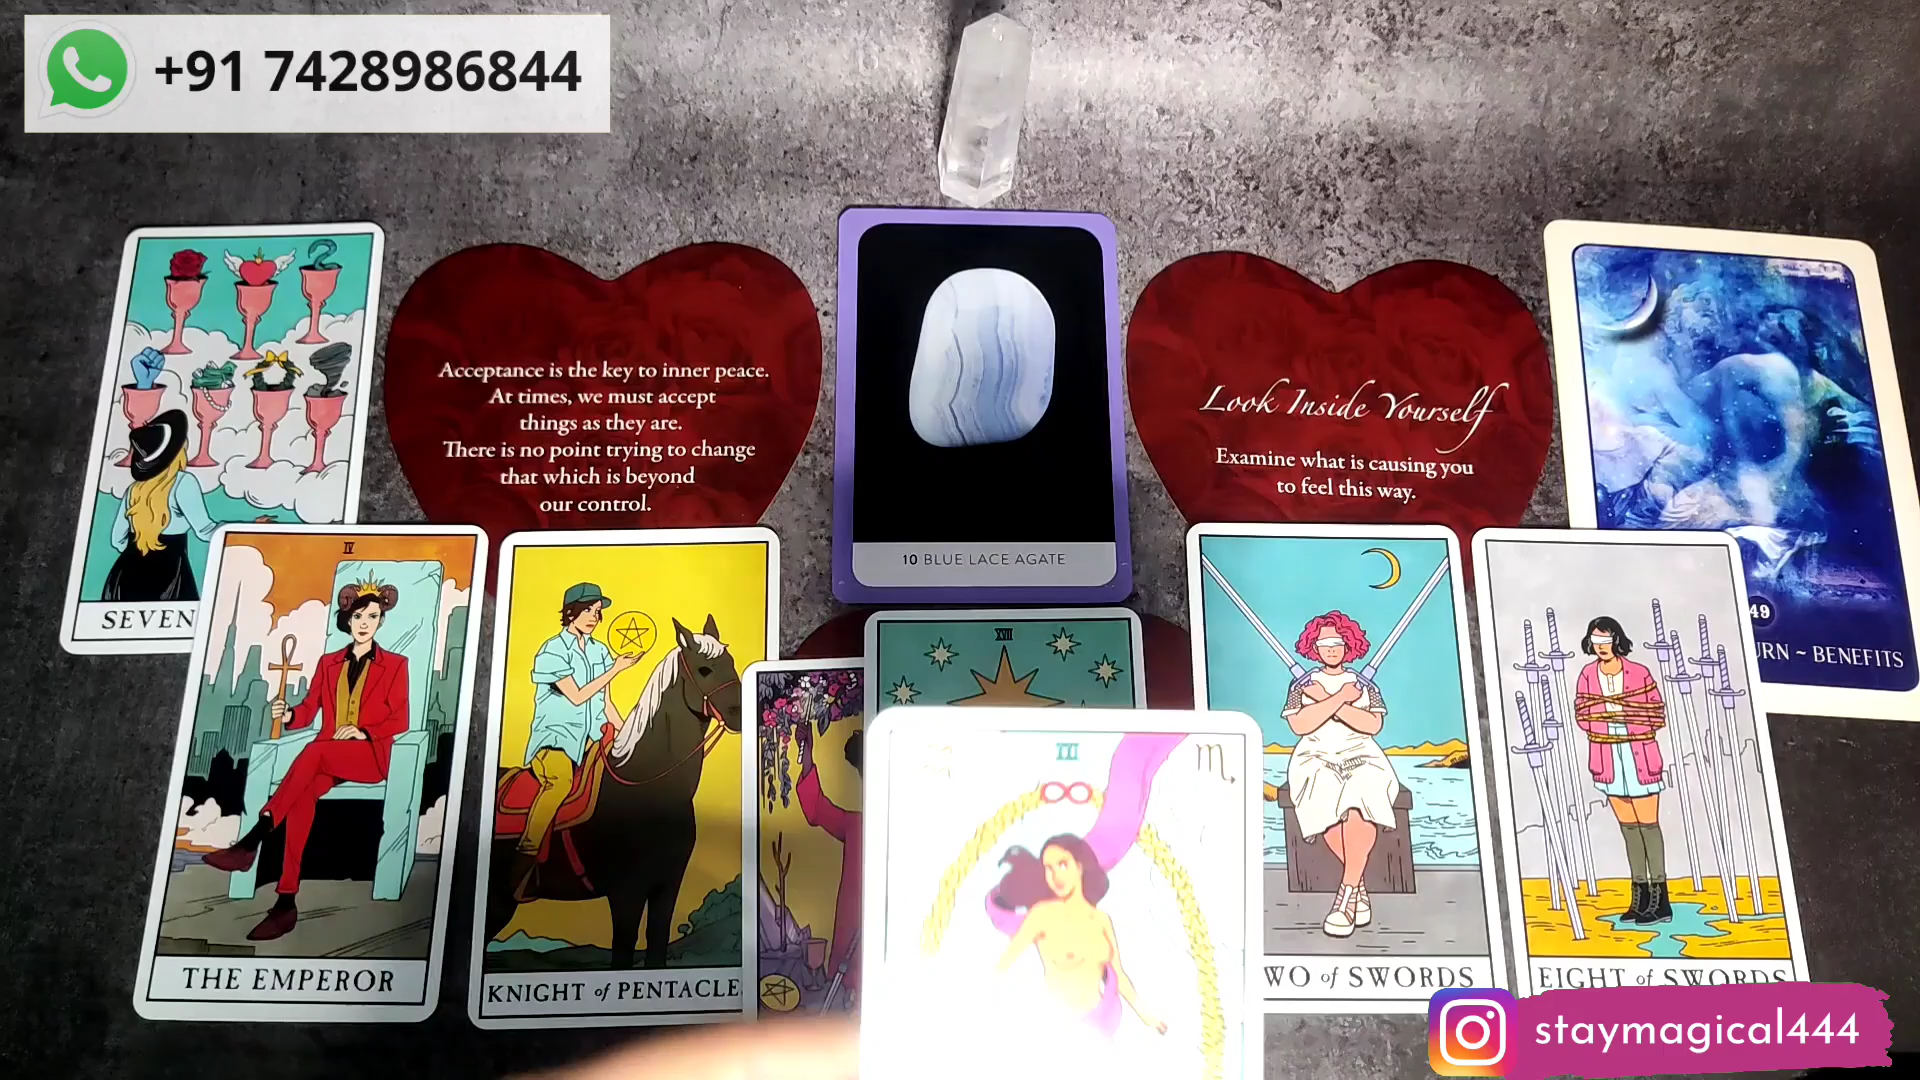 +91 7428986844
Acceptance is the key to inner peace.
At times, we must accept
things as they are.
There is no point trying to change
that which is beyond
our control.
Look Inside Yourself
Examine what is causing you
to feel this way.
10 BLUE LACE AGATE
49
~ BENEFITS
SEVEN
IV
THE EMPEROR
KNIGHT of PENTACLE
XVII
of SWORDS
EIGHT of SWORDS
staymagical444